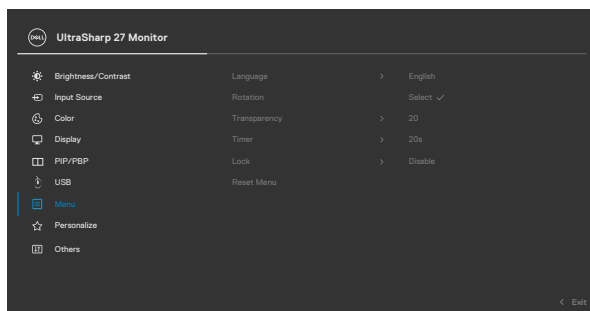 DELL UltraSharp 27 Monitor
Brightness/Contrast Language > English
Input Source Rotation Select ✓
Color Transparency > 20
Display Timer > 20s
PIP/PBP Lock > Disable
USB Reset Menu
Menu
Personalize
Others
< Exit